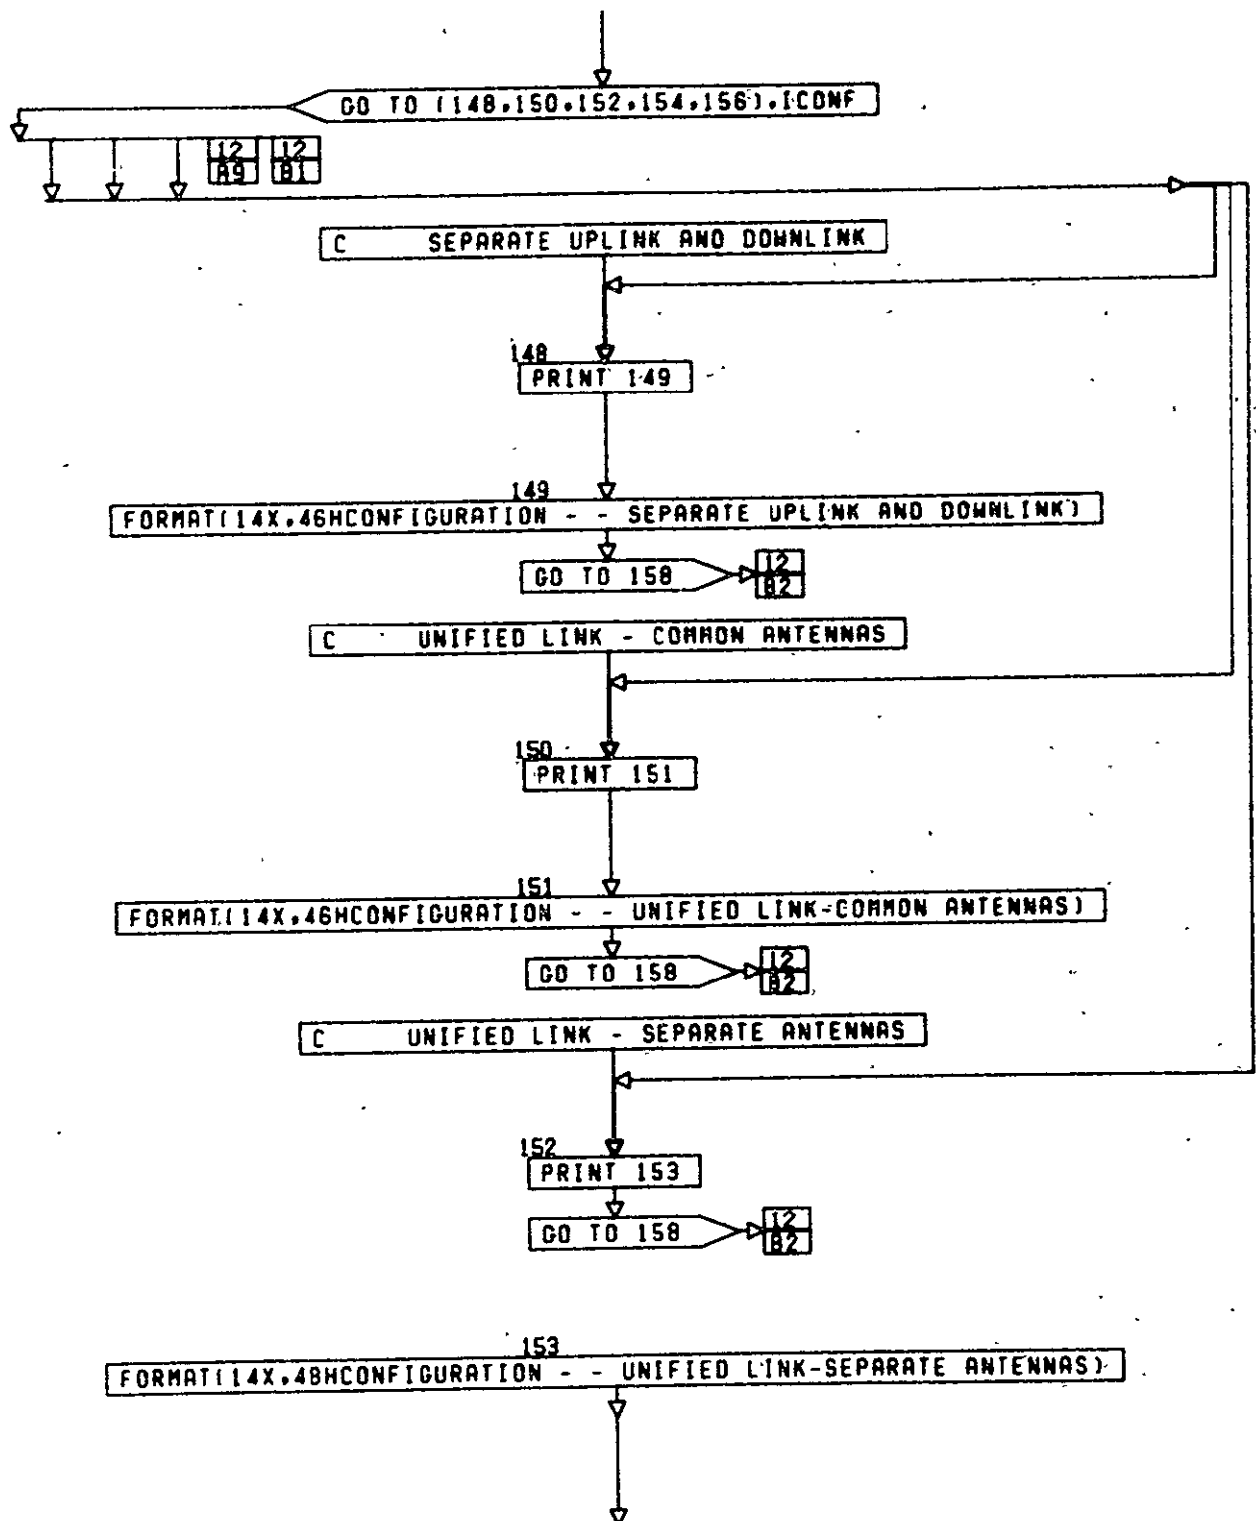 GO TO (148,150,152,154,156),ICONF
12 12
A9 B1
C SEPARATE UPLINK AND DOWNLINK
148
PRINT 149
149
FORMAT(14X,46HCONFIGURATION - - SEPARATE UPLINK AND DOWNLINK)
GO TO 158
12
B2
C UNIFIED LINK - COMMON ANTENNAS
150
PRINT 151
151
FORMAT(14X,46HCONFIGURATION - - UNIFIED LINK-COMMON ANTENNAS)
GO TO 158
12
B2
C UNIFIED LINK - SEPARATE ANTENNAS
152
PRINT 153
GO TO 158
12
B2
153
FORMAT(14X,48HCONFIGURATION - - UNIFIED LINK-SEPARATE ANTENNAS)